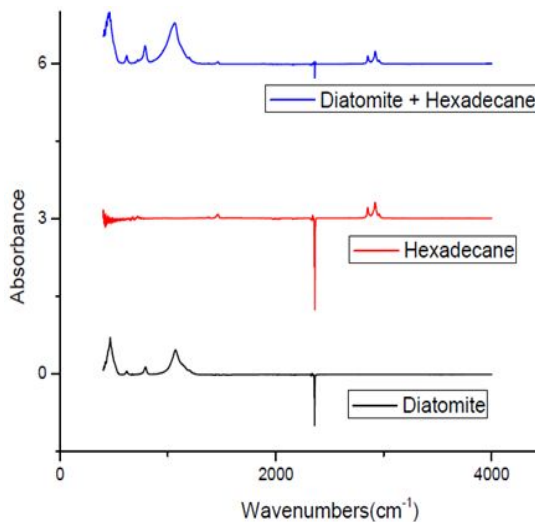 6
Diatomite + Hexadecane
3
Hexadecane
Absorbance
0
Diatomite
0
2000
4000
Wavenumbers(cm⁻¹)